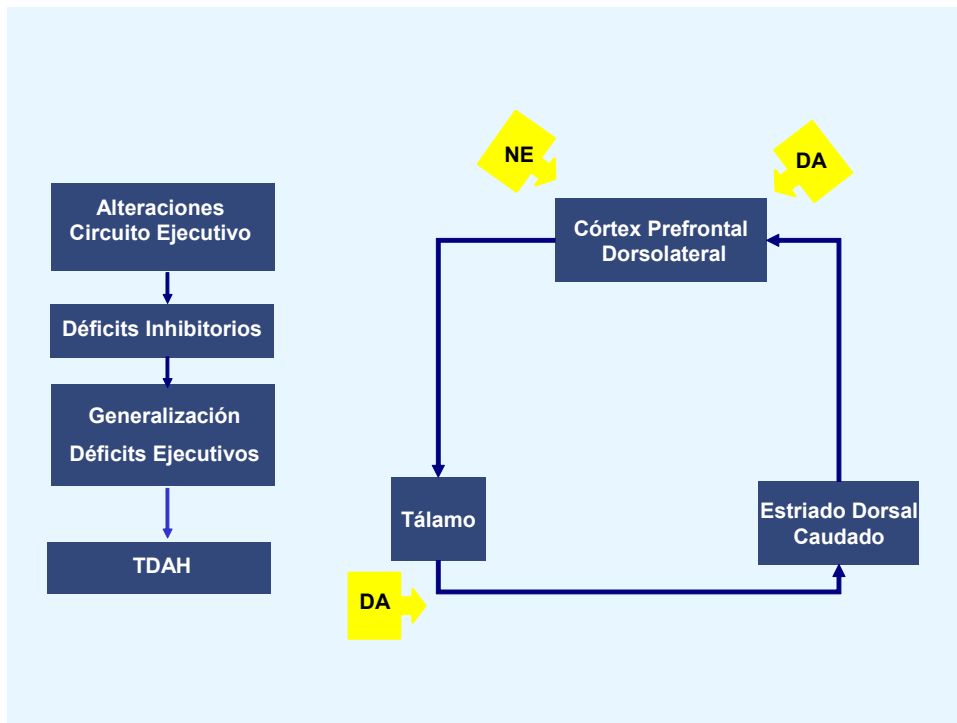 Alteraciones
Circuito Ejecutivo
Déficits Inhibitorios
Generalización
Déficits Ejecutivos
TDAH
NE
DA
Córtex Prefrontal
Dorsolateral
Tálamo
Estriado Dorsal
Caudado
DA